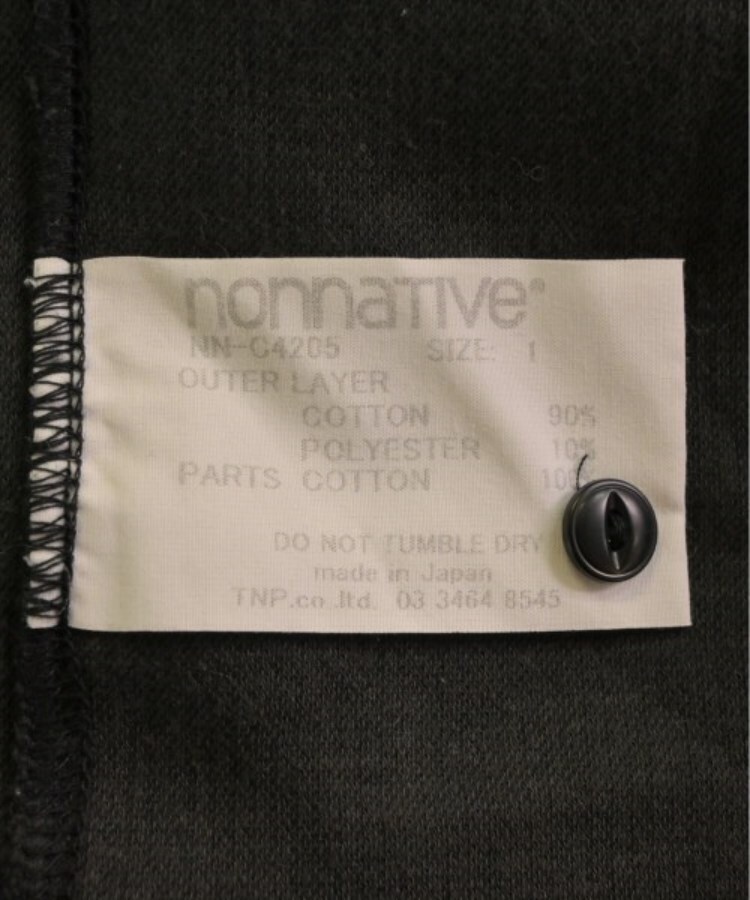 nonnative
NN-C4205 SIZE: 1
OUTER LAYER
COTTON 90%
POLYESTER 10%
PARTS COTTON 100%
DO NOT TUMBLE DRY
made in Japan
TNP.co.ltd. 03 3464 8545